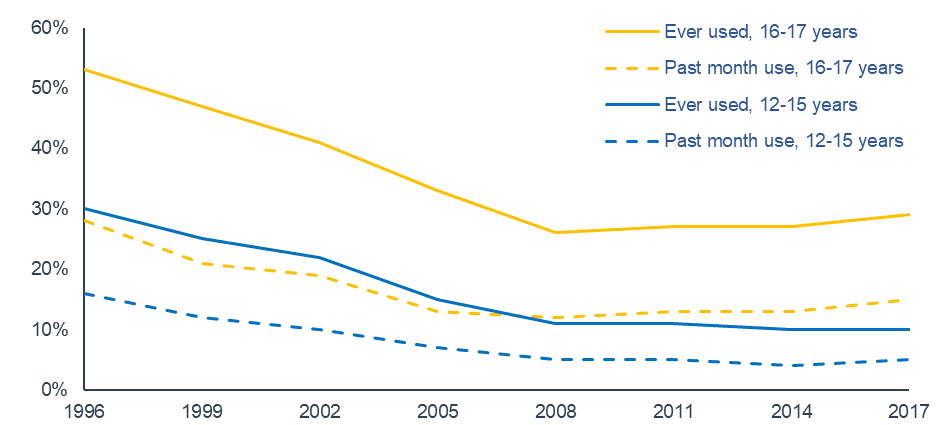 60%
50%
40%
30%
20%
10%
0%
Ever used, 16-17 years
Past month use, 16-17 years
Ever used, 12-15 years
Past month use, 12-15 years
1996 1999 2002 2005 2008 2011 2014 2017